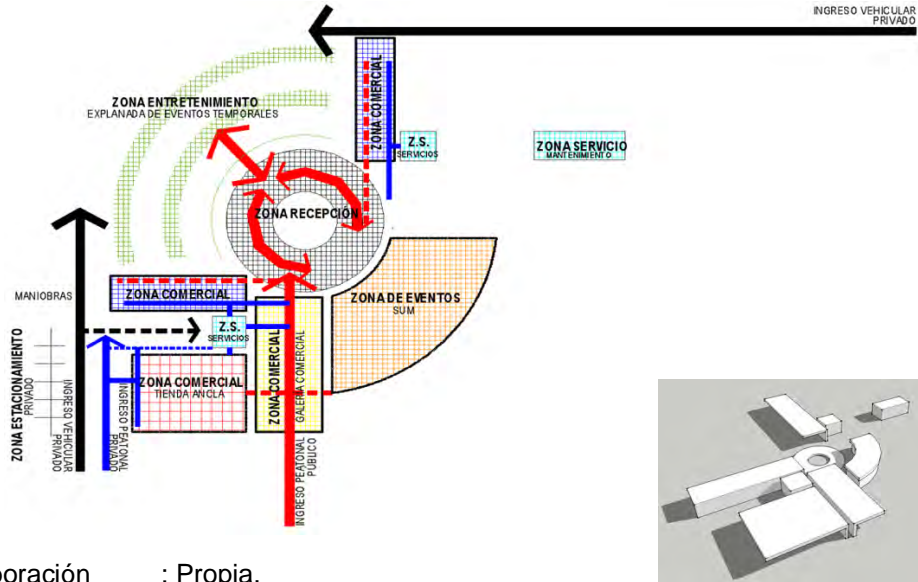 INGRESO VEHICULAR
PRIVADO
ZONA ENTRETENIMIENTO
EXPLANADA DE EVENTOS TEMPORALES
ZONA COMERCIAL
Z.S.
SERVICIOS
ZONA SERVICIO
MANTENIMIENTO
ZONA RECEPCIÓN
MANIOBRAS
ZONA COMERCIAL
ZONA DE EVENTOS
SUM
Z.S.
SERVICIOS
ZONA COMERCIAL
GALERIA COMERCIAL
ZONA COMERCIAL
TIENDA ANCLA
ZONA ESTACIONAMIENTO
PRIVADO
INGRESO VEHICULAR
PRIVADO
INGRESO PEATONAL
PRIVADO
INGRESO PEATONAL
PUBLICO
boración : Propia.